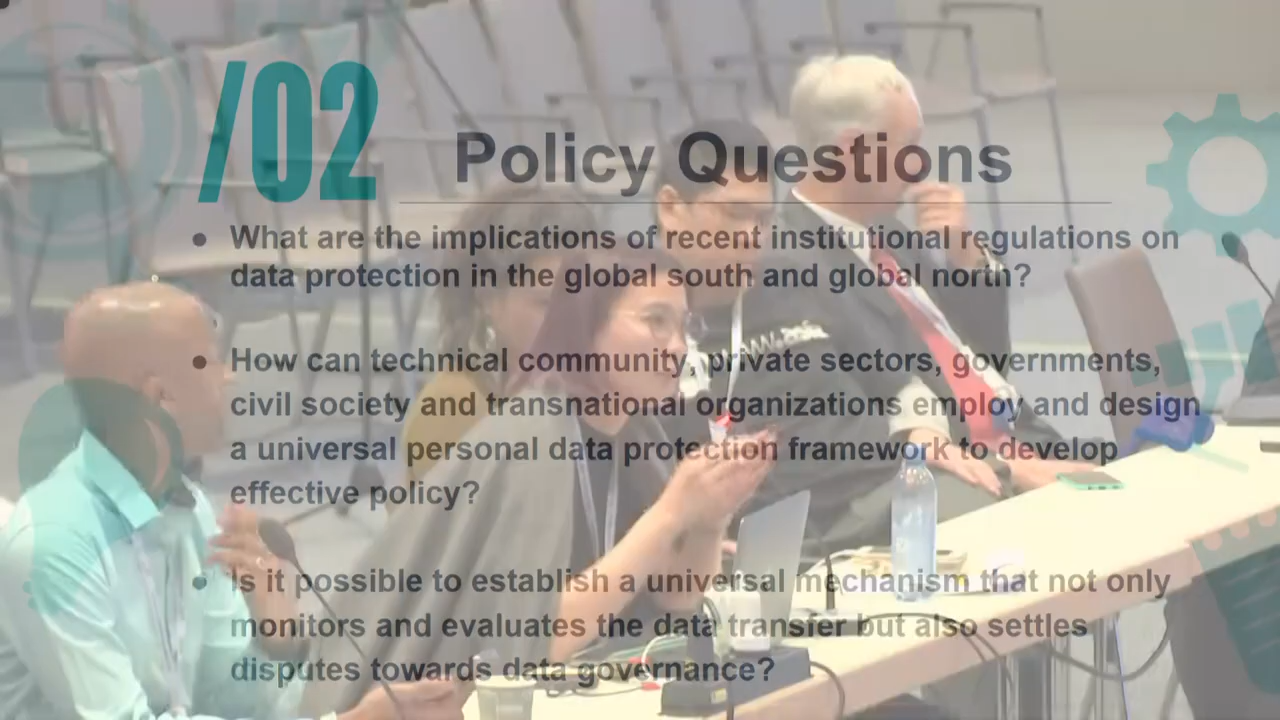 /02
Policy Questions
• What are the implications of recent institutional regulations on
data protection in the global south and global north?
• How can technical community, private sectors, governments,
civil society and transnational organizations employ and design
a universal personal data protection framework to develop
effective policy?
• Is it possible to establish a universal mechanism that not only
monitors and evaluates the data transfer but also settles
disputes towards data governance?